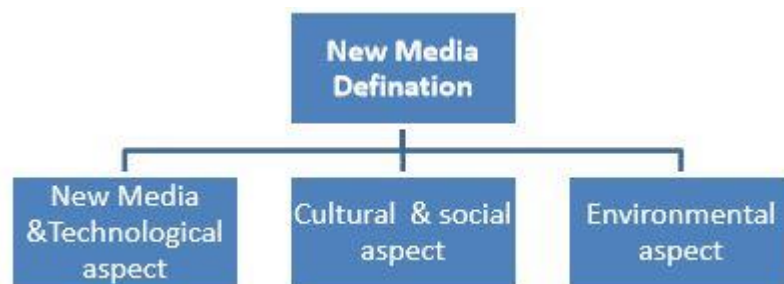 New Media
Defination
New Media
&Technological
aspect
Cultural & social
aspect
Environmental
aspect